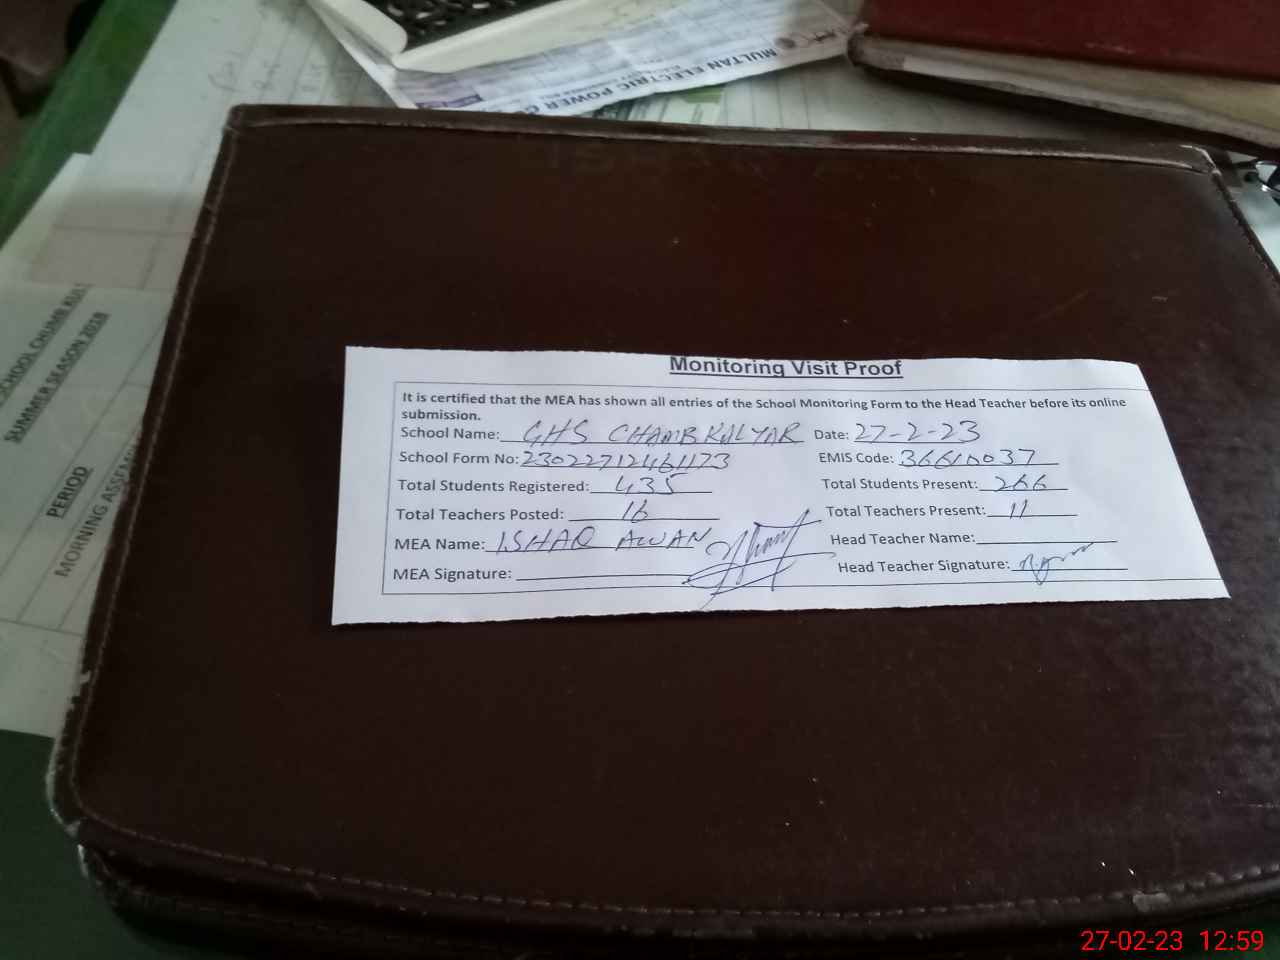 MULTAN ELECTRIC POWER C
SCHOOL CHUMB KUL
SUMMER SEASON 2018
PERIOD
MORNING ASSEM
Monitoring Visit Proof
It is certified that the MEA has shown all entries of the School Monitoring Form to the Head Teacher before its online
submission.
School Name: GHS CHAMB KULYAR Date: 27-2-23
School Form No: EMIS Code: 36610037
Total Students Registered: 435 Total Students Present: 266
Total Teachers Posted: 16 Total Teachers Present: 11
MEA Name: ISHAQ AWAN Head Teacher Name:
MEA Signature: Head Teacher Signature:
27-02-23 12:59